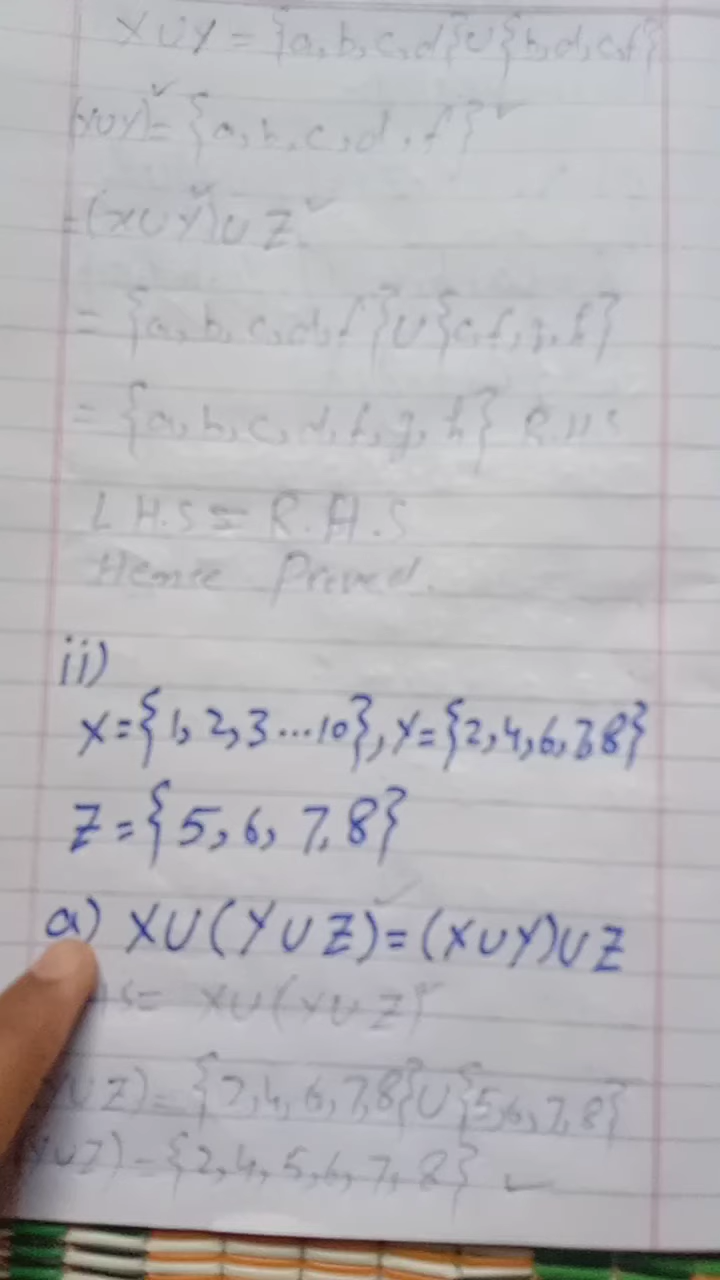 X∪Y = {a, b, c, d}∪{b, d, c, f}
(X∪Y) = {a, b, c, d, f}
=(X∪Y)∪Z
= {a, b, c, d, f}∪{c, f, g, h}
= {a, b, c, d, f, g, h} R.H.S
L.H.S = R.H.S
Hence Proved.
ii)
X={1, 2, 3 ... 10}, Y={2, 4, 6, 7, 8}
Z={5, 6, 7, 8}
a) X∪(Y∪Z)=(X∪Y)∪Z
= X∪(Y∪Z)
∪Z)={2, 4, 6, 7, 8}∪{5, 6, 7, 8}
Y∪Z)={2, 4, 5, 6, 7, 8}